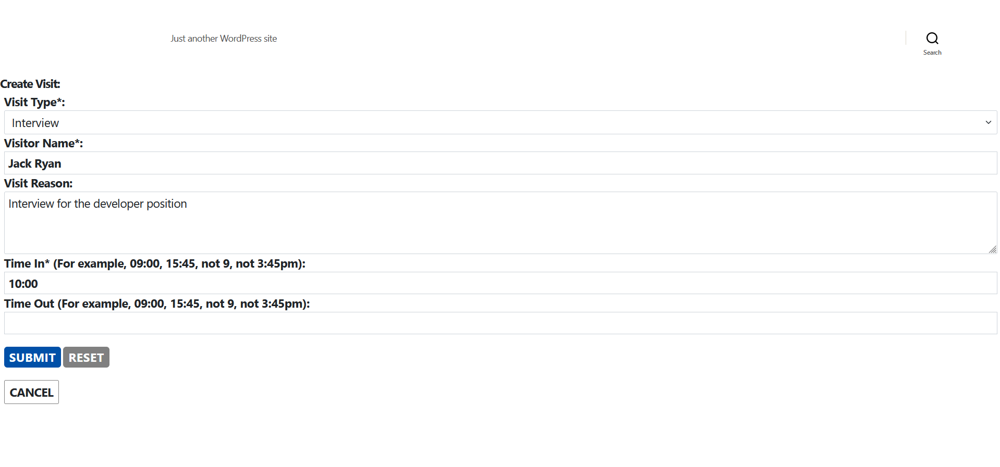 Just another WordPress site
Search
Create Visit:
Visit Type*:
Interview
Visitor Name*:
Jack Ryan
Visit Reason:
Interview for the developer position
Time In* (For example, 09:00, 15:45, not 9, not 3:45pm):
10:00
Time Out (For example, 09:00, 15:45, not 9, not 3:45pm):
SUBMIT RESET
CANCEL